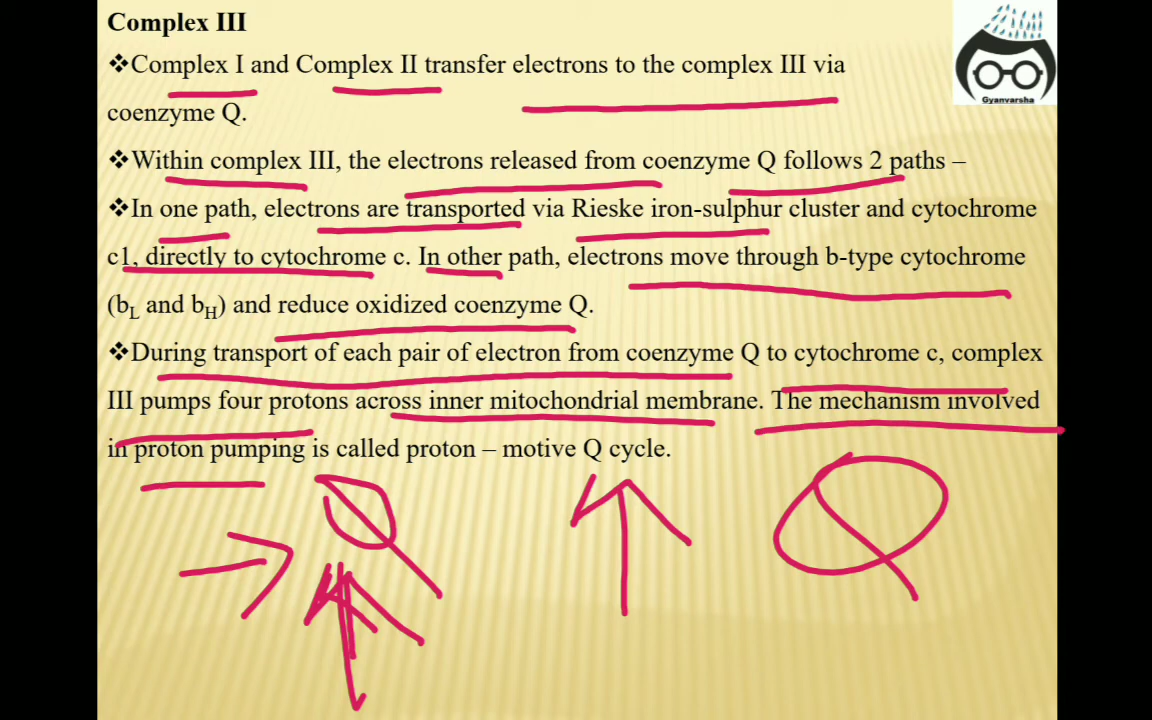 Complex III
❖Complex I and Complex II transfer electrons to the complex III via
coenzyme Q.
❖Within complex III, the electrons released from coenzyme Q follows 2 paths –
❖In one path, electrons are transported via Rieske iron-sulphur cluster and cytochrome
c1, directly to cytochrome c. In other path, electrons move through b-type cytochrome
(bL and bH) and reduce oxidized coenzyme Q.
❖During transport of each pair of electron from coenzyme Q to cytochrome c, complex
III pumps four protons across inner mitochondrial membrane. The mechanism involved
in proton pumping is called proton – motive Q cycle.
Gyanvarsha